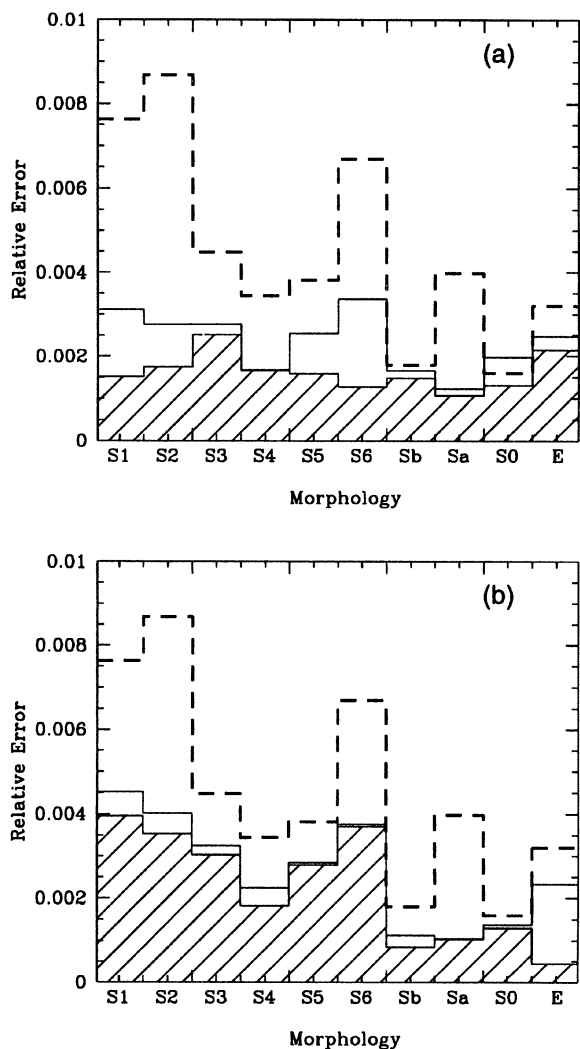 (a)
0.01
0.008
0.006
0.004
0.002
0
Relative Error
S1 S2 S3 S4 S5 S6 Sb Sa S0 E
Morphology
(b)
0.01
0.008
0.006
0.004
0.002
0
Relative Error
S1 S2 S3 S4 S5 S6 Sb Sa S0 E
Morphology